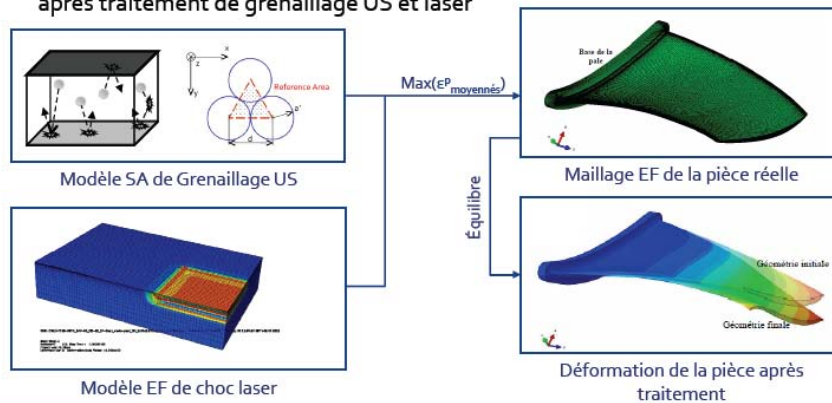 après traitement de grenaillage US et laser
x
z
y
Reference Area
a'
d
Modèle SA de Grenaillage US
Modèle EF de choc laser
Max(εᵖmoyennés)
Base de la
pale
Maillage EF de la pièce réelle
Équilibre
Géométrie initiale
Géométrie finale
Déformation de la pièce après
traitement